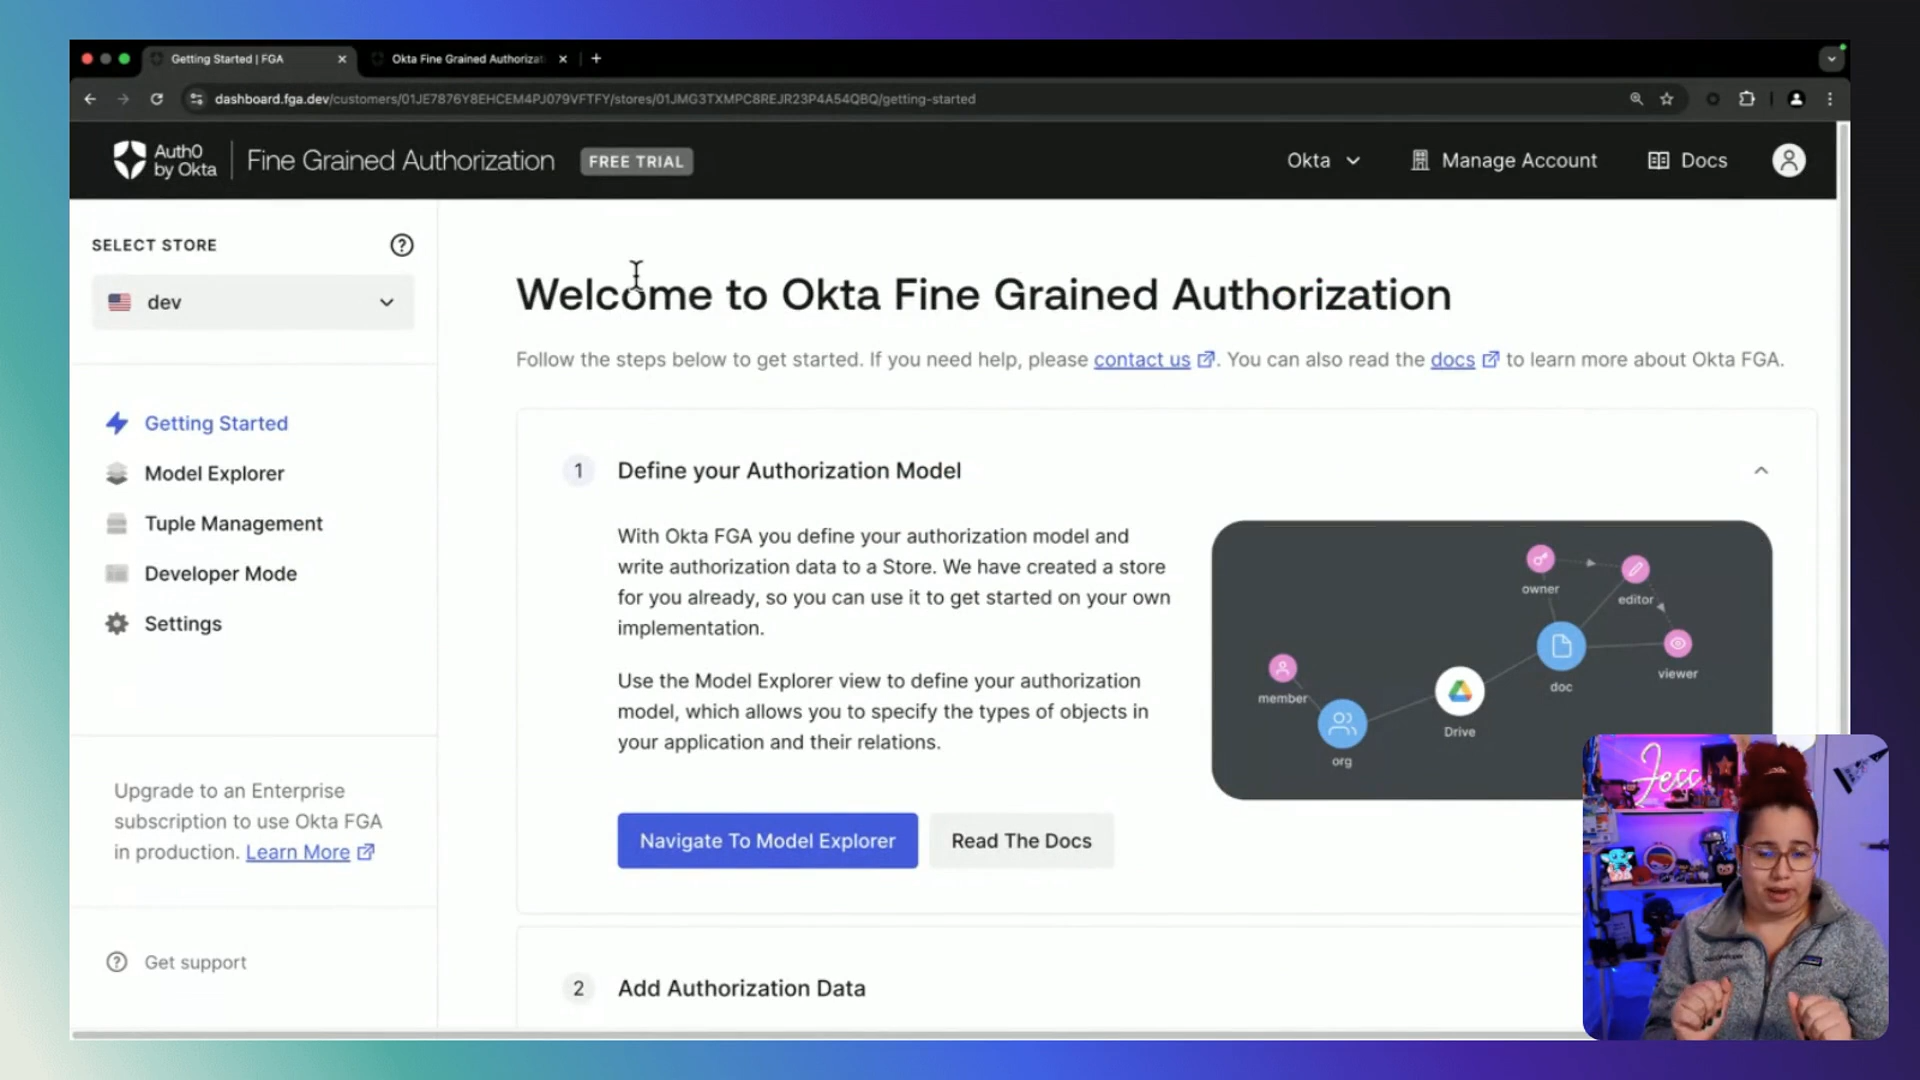 Getting Started | FGA
Okta Fine Grained Authorizat
dashboard.fga.dev/customers/01JE7876Y8EHCEM4PJ079VFTFY/stores/01JMG3TXMPC8REJR23P4A54QBQ/getting-started
Auth0
by Okta
Fine Grained Authorization
FREE TRIAL
Okta
Manage Account
Docs
SELECT STORE
dev
Getting Started
Model Explorer
Tuple Management
Developer Mode
Settings
Upgrade to an Enterprise
subscription to use Okta FGA
in production. Learn More
Get support
Welcome to Okta Fine Grained Authorization
Follow the steps below to get started. If you need help, please contact us. You can also read the docs to learn more about Okta FGA.
1 Define your Authorization Model
With Okta FGA you define your authorization model and
write authorization data to a Store. We have created a store
for you already, so you can use it to get started on your own
implementation.
Use the Model Explorer view to define your authorization
model, which allows you to specify the types of objects in
your application and their relations.
Navigate To Model Explorer
Read The Docs
owner
editor
member
doc
viewer
Drive
org
2 Add Authorization Data
Jess